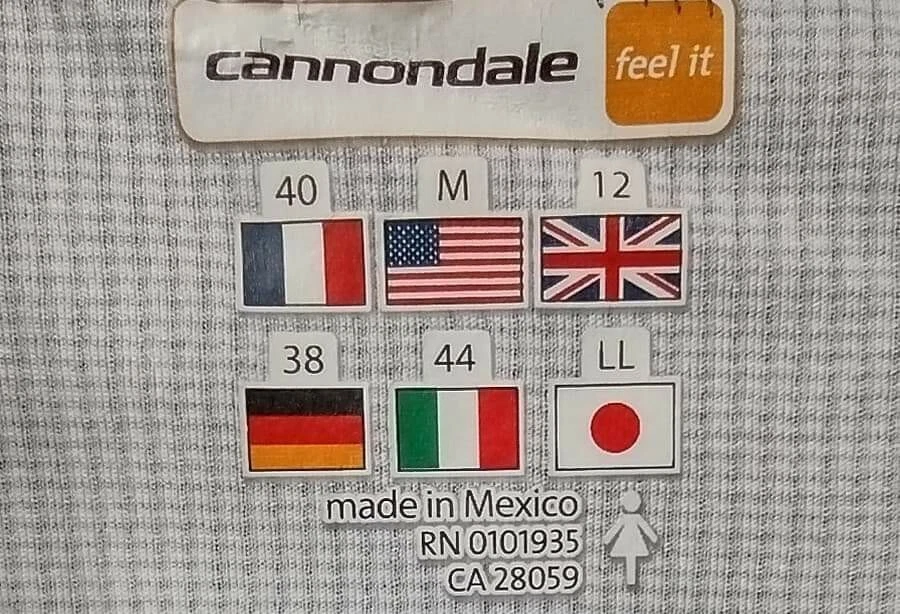 cannondale feel it
40 M 12
38 44 LL
made in Mexico
RN 0101935
CA 28059